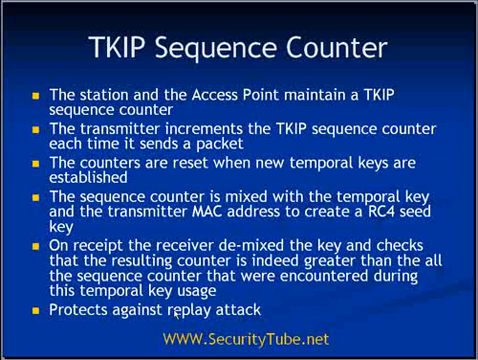 TKIP Sequence Counter
The station and the Access Point maintain a TKIP
sequence counter
The transmitter increments the TKIP sequence counter
each time it sends a packet
The counters are reset when new temporal keys are
established
The sequence counter is mixed with the temporal key
and the transmitter MAC address to create a RC4 seed
key
On receipt the receiver de-mixed the key and checks
that the resulting counter is indeed greater than the all
the sequence counter that were encountered during
this temporal key usage
Protects against replay attack
WWW.SecurityTube.net